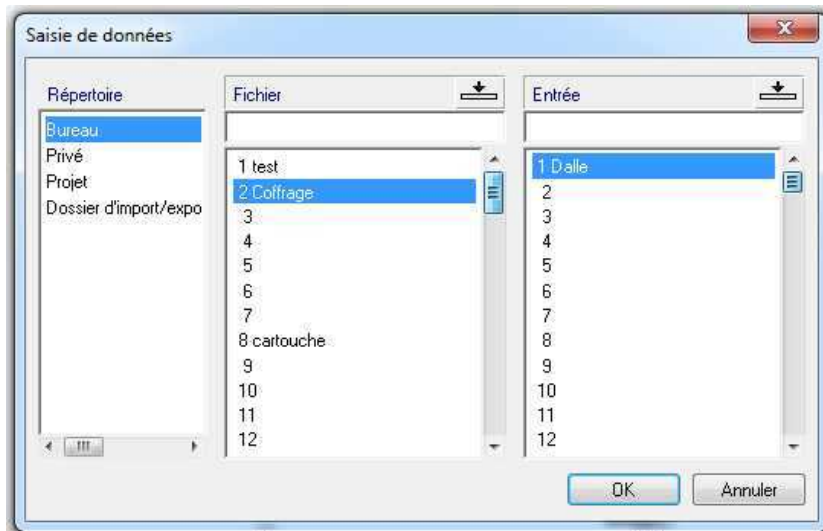 Saisie de données
Répertoire
Bureau
Privé
Projet
Dossier d'import/expo
Fichier
1 test
2 Coffrage
3
4
5
6
7
8 cartouche
9
10
11
12
Entrée
1 Dalle
2
3
4
5
6
7
8
9
10
11
12
OK
Annuler